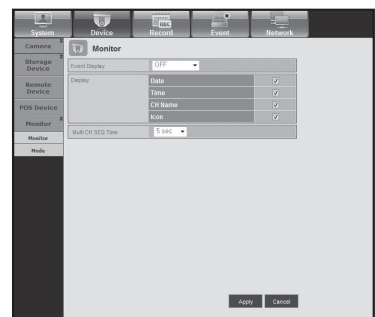 System Device Record Event Network
REC
Camera
Storage Device
Remote Device
POS Device
Monitor
Monitor
Mode
Monitor
Event Display OFF
Display Date
Time
CH Name
Icon
Multi CH SEQ Time 5 sec
Apply Cancel